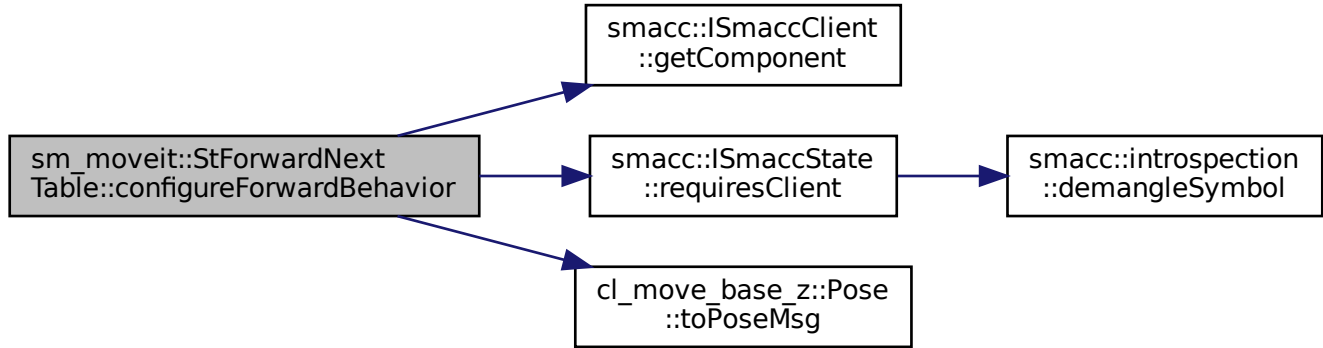 smacc::ISmaccClient
::getComponent
sm_moveit::StForwardNext
Table::configureForwardBehavior
smacc::ISmaccState
::requiresClient
smacc::introspection
::demangleSymbol
cl_move_base_z::Pose
::toPoseMsg